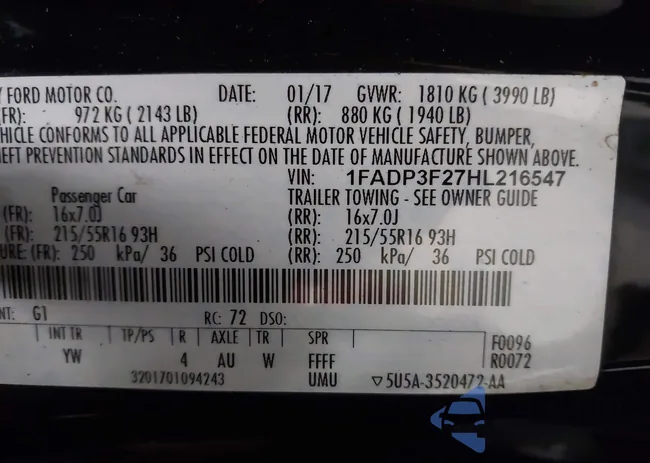 Y FORD MOTOR CO. DATE: 01/17 GVWR: 1810 KG ( 3990 LB)
(FR): 972 KG ( 2143 LB) (RR): 880 KG ( 1940 LB)
HICLE CONFORMS TO ALL APPLICABLE FEDERAL MOTOR VEHICLE SAFETY, BUMPER,
EFT PREVENTION STANDARDS IN EFFECT ON THE DATE OF MANUFACTURE SHOWN ABOVE.
VIN: 1FADP3F27HL216547
Passenger Car TRAILER TOWING - SEE OWNER GUIDE
(FR): 16x7.0J (RR): 16x7.0J
(FR): 215/55R16 93H (RR): 215/55R16 93H
URE: (FR): 250 kPa/ 36 PSI COLD (RR): 250 kPa/ 36 PSI COLD
NT: G1 RC: 72 DSO:
INT TR TP/PS R AXLE TR SPR F0096
YW 4 AU W FFFF R0072
3201701094243 UMU ▽5U5A-3520472-AA